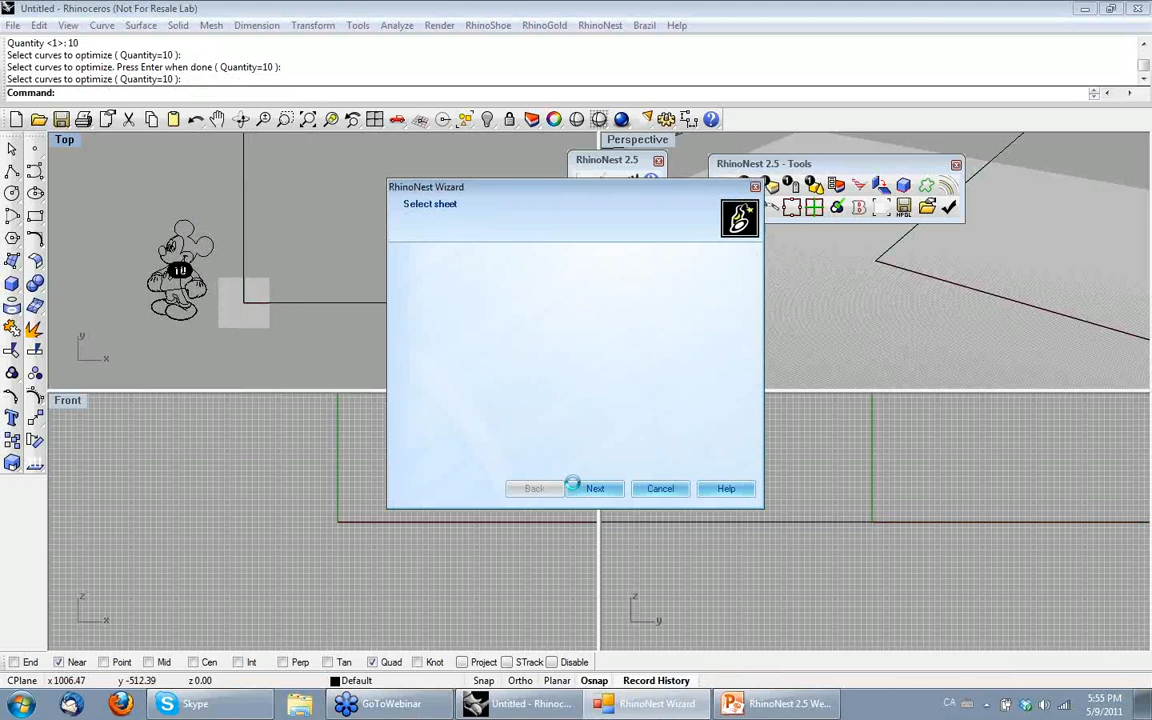 Untitled - Rhinoceros (Not For Resale Lab)
File Edit View Curve Surface Solid Mesh Dimension Transform Tools Analyze Render RhinoShoe RhinoGold RhinoNest Brazil Help
Quantity <1>: 10
Select curves to optimize ( Quantity=10 ):
Select curves to optimize. Press Enter when done ( Quantity=10 ):
Select curves to optimize ( Quantity=10 ):
Command:
Top
Perspective
RhinoNest 2.5
RhinoNest 2.5 - Tools
RhinoNest Wizard
Select sheet
Back Next Cancel Help
Front
y
x
z
x
z
y
End Near Point Mid Cen Int Perp Tan Quad Knot Project STrack Disable
CPlane x 1006.47 y -512.39 z 0.00 Default Snap Ortho Planar Osnap Record History
Skype GoToWebinar Untitled - Rhinoc... RhinoNest Wizard RhinoNest 2.5 We... CA 5:55 PM
5/9/2011